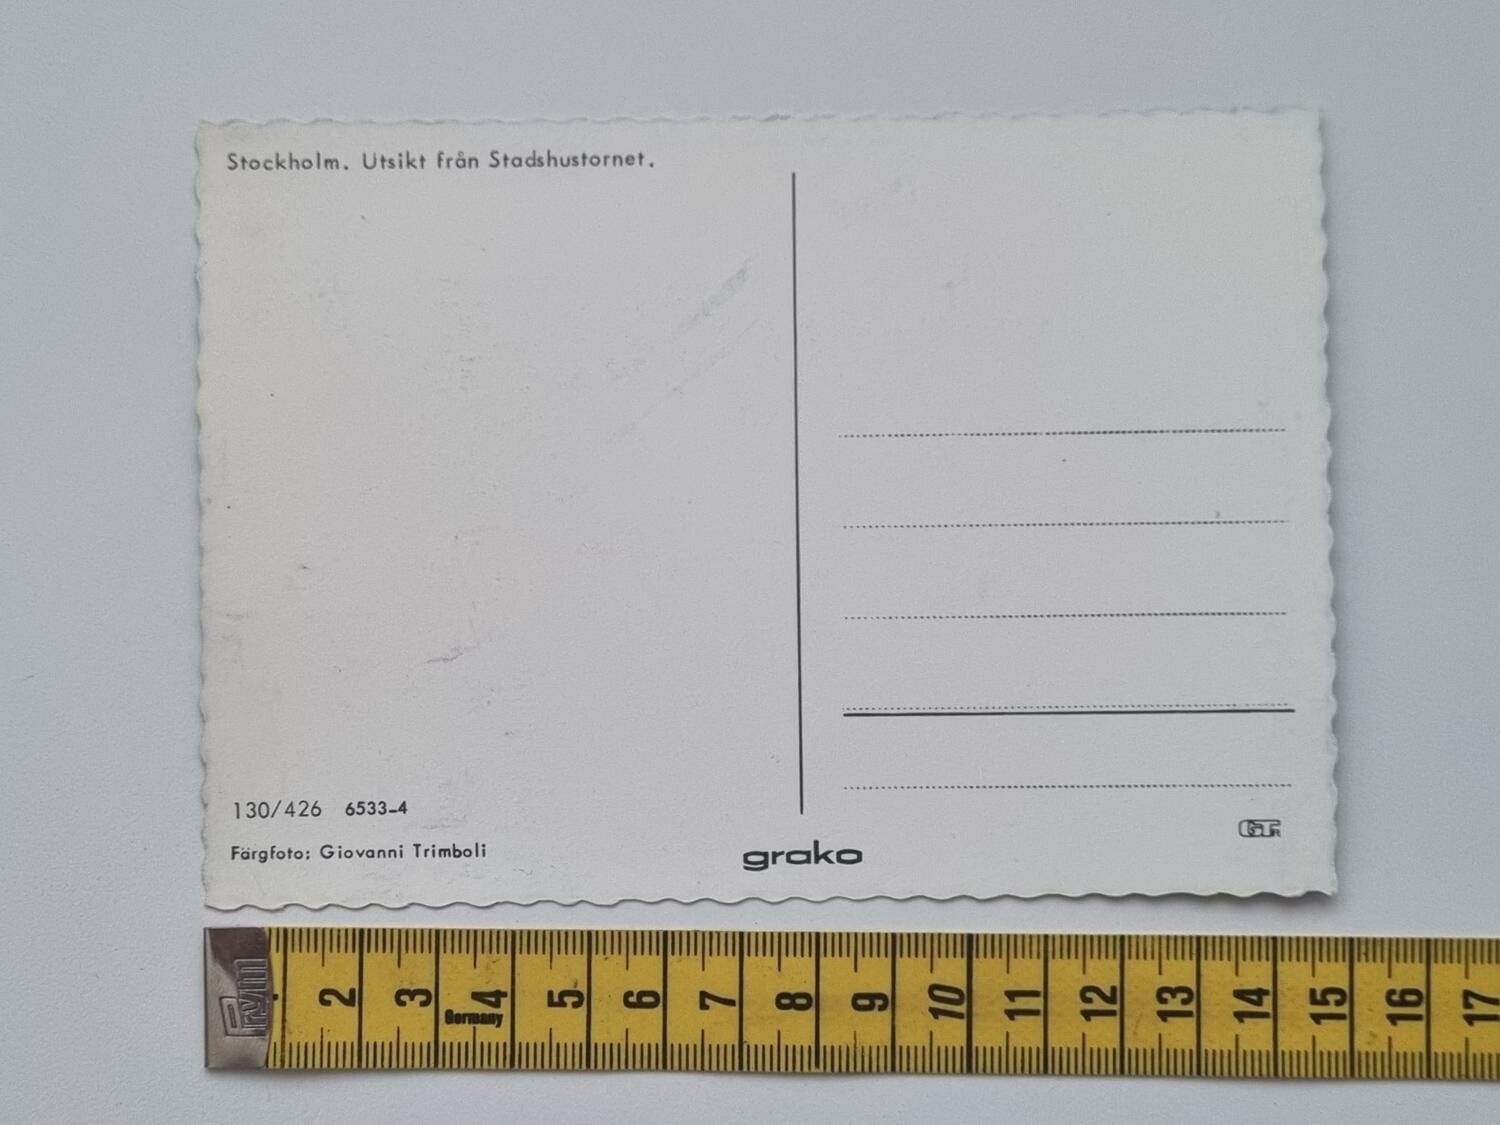 Stockholm. Utsikt från Stadshustornet.
130/426 6533-4
Färgfoto: Giovanni Trimboli
grako
Prym
2 3 4 5 6 7 8 9 10 11 12 13 14 15 16 17
Germany